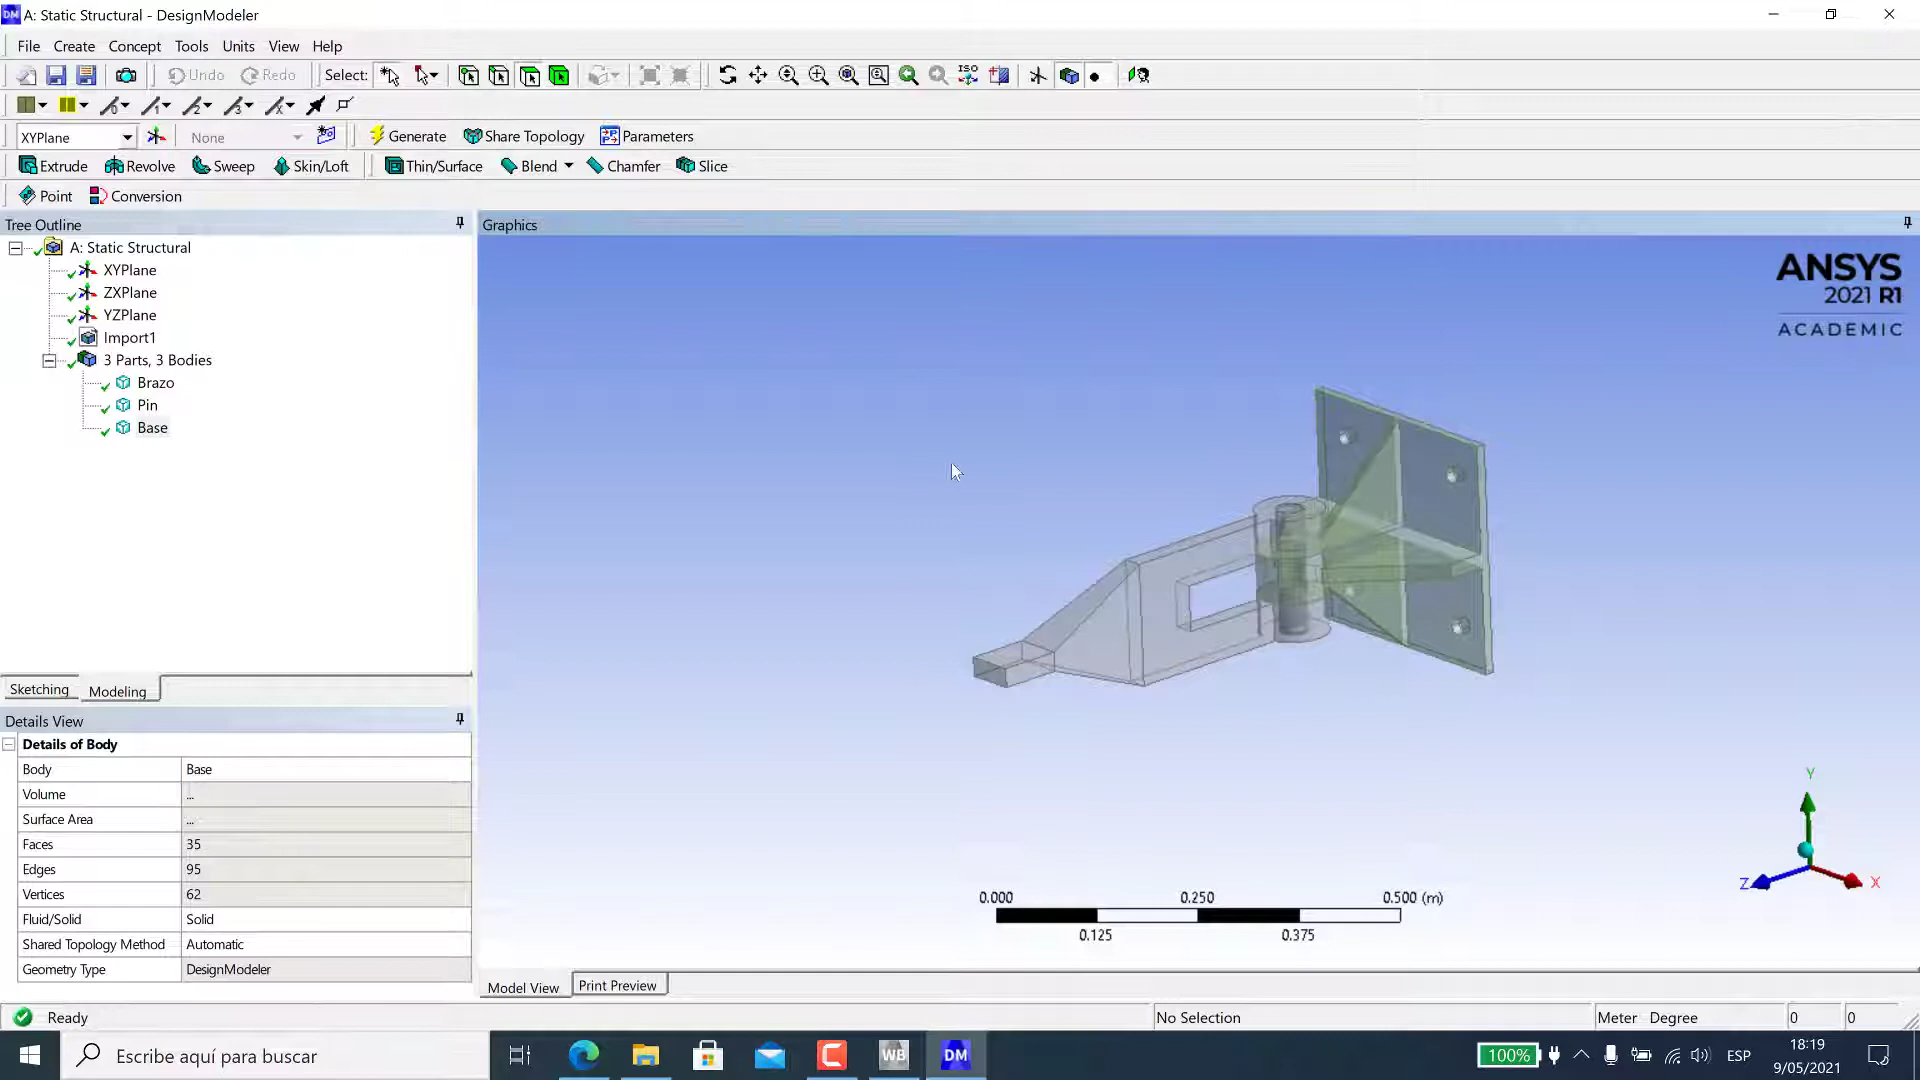 A: Static Structural - DesignModeler
File Create Concept Tools Units View Help
Undo Redo Select: ISO
XYPlane None Generate Share Topology Parameters
Extrude Revolve Sweep Skin/Loft Thin/Surface Blend Chamfer Slice
Point Conversion
Tree Outline
Graphics
A: Static Structural
XYPlane
ZXPlane
YZPlane
Import1
3 Parts, 3 Bodies
Brazo
Pin
Base
Sketching Modeling
Details View
Details of Body
Body Base
Volume ...
Surface Area ...
Faces 35
Edges 95
Vertices 62
Fluid/Solid Solid
Shared Topology Method Automatic
Geometry Type DesignModeler
ANSYS
2021 R1
ACADEMIC
Y
Z
X
0.000 0.250 0.500 (m)
0.125 0.375
Model View Print Preview
Ready No Selection Meter Degree 0 0
Escribe aquí para buscar
WB DM
100% ESP
18:19
9/05/2021